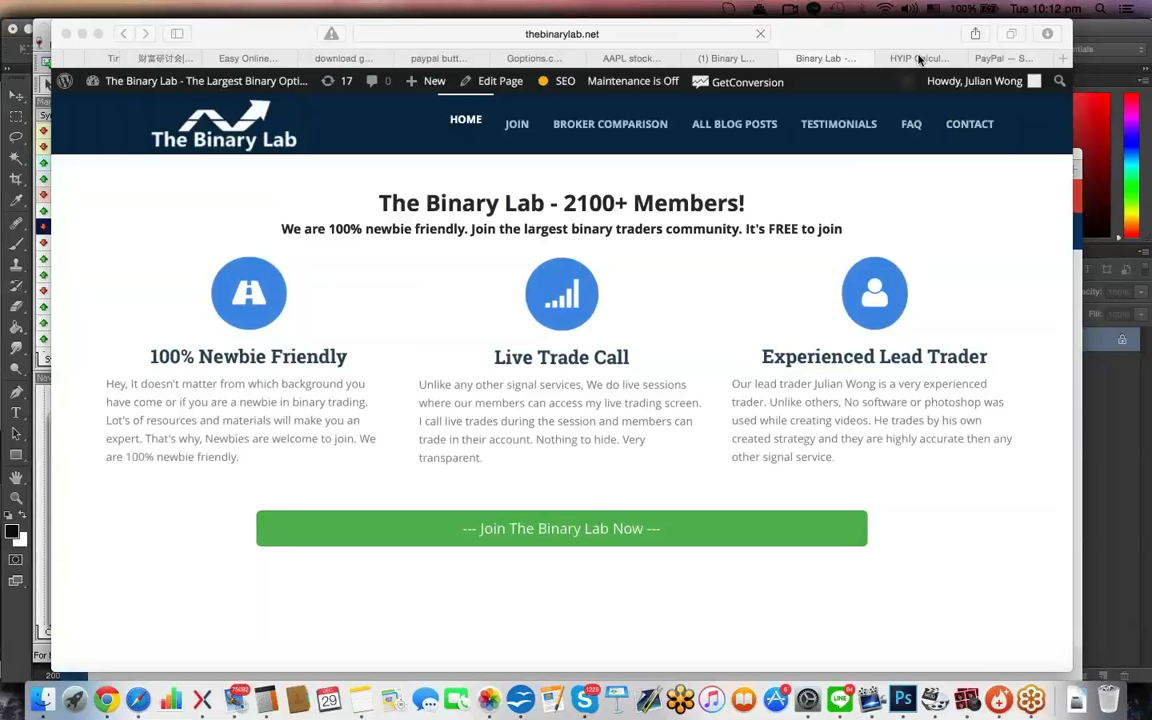 100%
Tue 10:12 pm
thebinarylab.net
财富研讨会
Easy Online...
download g...
paypal butt...
Goptions.c...
AAPL stock...
(1) Binary L...
Binary Lab -...
HYIP Calcul...
PayPal — S...
The Binary Lab - The Largest Binary Opti...
17
0
New
Edit Page
SEO
Maintenance is Off
GetConversion
Howdy, Julian Wong
The Binary Lab
HOME
JOIN
BROKER COMPARISON
ALL BLOG POSTS
TESTIMONIALS
FAQ
CONTACT
The Binary Lab - 2100+ Members!
We are 100% newbie friendly. Join the largest binary traders community. It's FREE to join
100% Newbie Friendly
Hey, It doesn't matter from which background you
have come or if you are a newbie in binary trading.
Lot's of resources and materials will make you an
expert. That's why, Newbies are welcome to join. We
are 100% newbie friendly.
Live Trade Call
Unlike any other signal services, We do live sessions
where our members can access my live trading screen.
I call live trades during the session and members can
trade in their account. Nothing to hide. Very
transparent.
Experienced Lead Trader
Our lead trader Julian Wong is a very experienced
trader. Unlike others, No software or photoshop was
used while creating videos. He trades by his own
created strategy and they are highly accurate then any
other signal service.
--- Join The Binary Lab Now ---
200
29
Ps
LINE